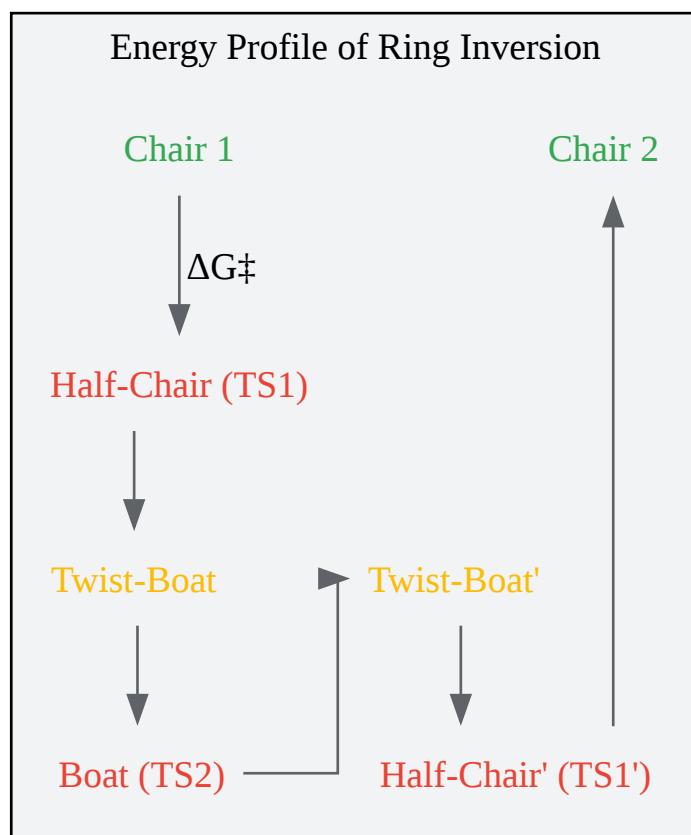 Energy Profile of Ring Inversion
Chair 1
Chair 2
ΔG‡
Half-Chair (TS1)
Twist-Boat
Twist-Boat'
Boat (TS2)
Half-Chair' (TS1')